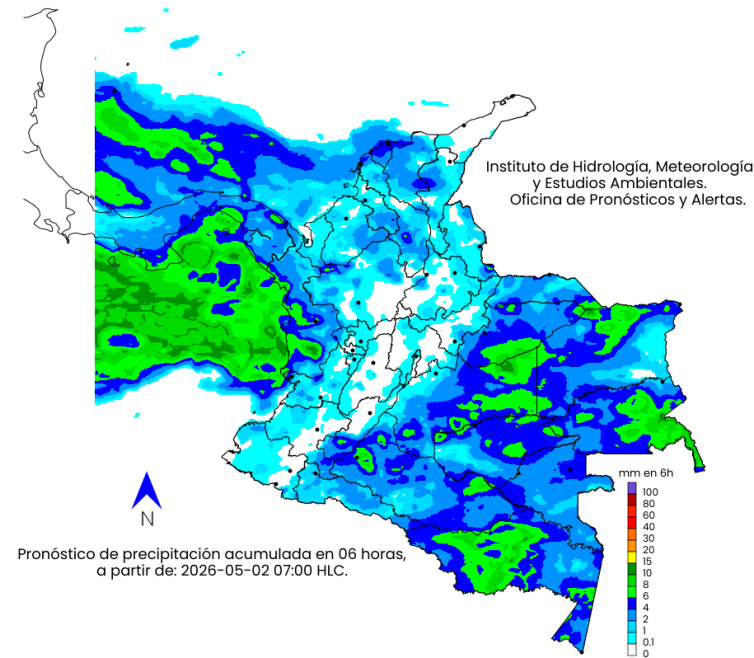 Instituto de Hidrología, Meteorología
y Estudios Ambientales.
Oficina de Pronósticos y Alertas.
mm en 6h
100
80
60
40
30
20
15
10
8
6
4
2
1
0.1
0
N
Pronóstico de precipitación acumulada en 06 horas,
a partir de: 2026-05-02 07:00 HLC.